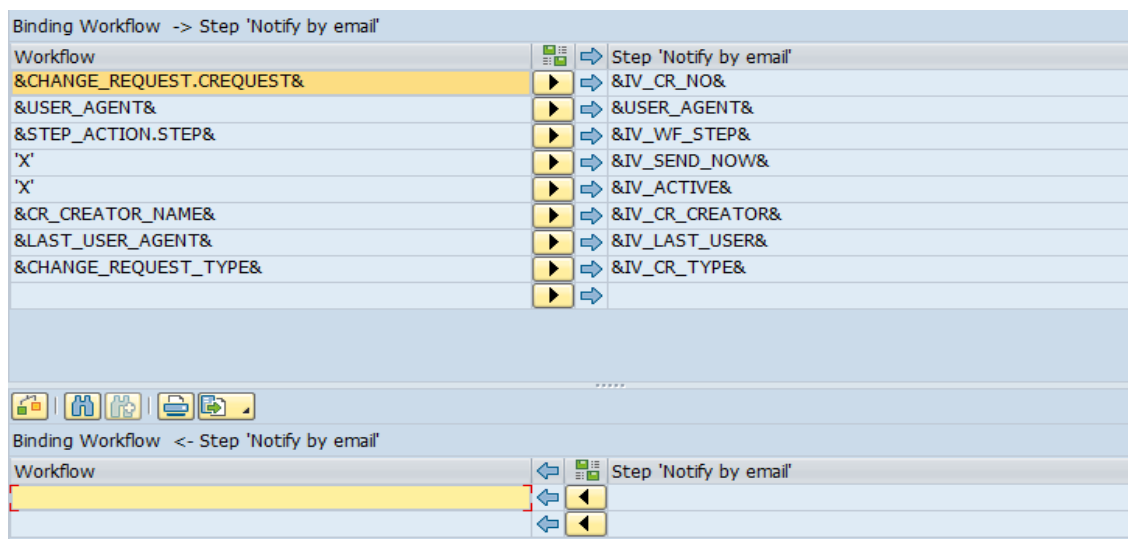 Binding Workflow -> Step 'Notify by email'
Workflow Step 'Notify by email'
&CHANGE_REQUEST.CREQUEST& &IV_CR_NO&
&USER_AGENT& &USER_AGENT&
&STEP_ACTION.STEP& &IV_WF_STEP&
'X' &IV_SEND_NOW&
'X' &IV_ACTIVE&
&CR_CREATOR_NAME& &IV_CR_CREATOR&
&LAST_USER_AGENT& &IV_LAST_USER&
&CHANGE_REQUEST_TYPE& &IV_CR_TYPE&
Binding Workflow <- Step 'Notify by email'
Workflow Step 'Notify by email'